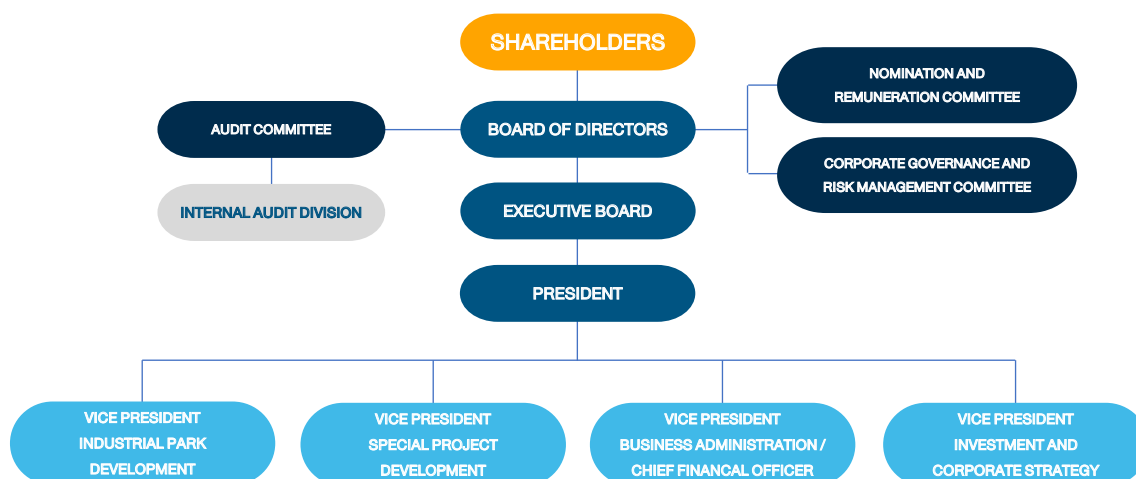 SHAREHOLDERS
NOMINATION AND
REMUNERATION COMMITTEE
AUDIT COMMITTEE
BOARD OF DIRECTORS
CORPORATE GOVERNANCE AND
RISK MANAGEMENT COMMITTEE
INTERNAL AUDIT DIVISION
EXECUTIVE BOARD
PRESIDENT
VICE PRESIDENT
INDUSTRIAL PARK
DEVELOPMENT
VICE PRESIDENT
SPECIAL PROJECT
DEVELOPMENT
VICE PRESIDENT
BUSINESS ADMINISTRATION /
CHIEF FINANCAL OFFICER
VICE PRESIDENT
INVESTMENT AND
CORPORATE STRATEGY